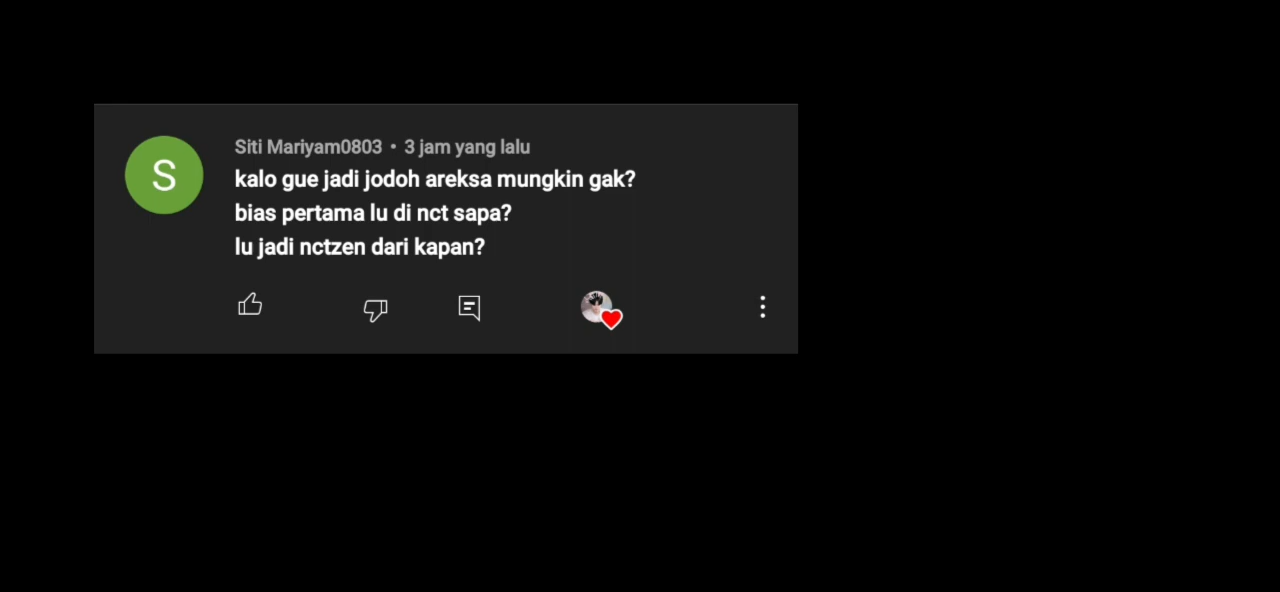 S
Siti Mariyam0803 • 3 jam yang lalu
kalo gue jadi jodoh areksa mungkin gak?
bias pertama lu di nct sapa?
lu jadi nctzen dari kapan?